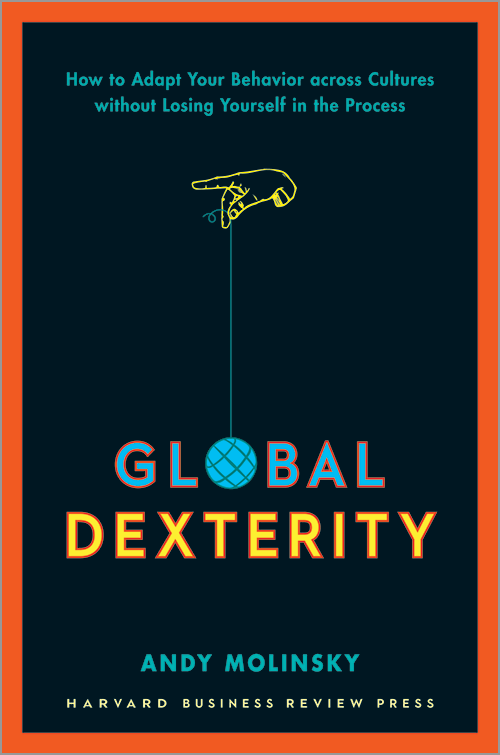 How to Adapt Your Behavior across Cultures
without Losing Yourself in the Process
GLOBAL
DEXTERITY
ANDY MOLINSKY
HARVARD BUSINESS REVIEW PRESS